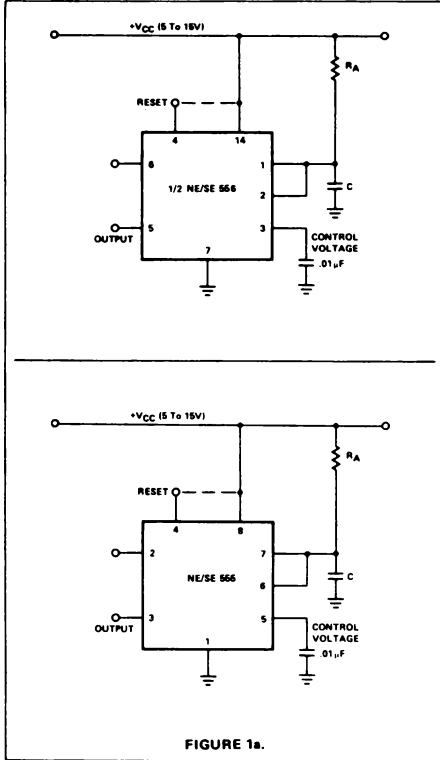 +VCC (5 To 15V)
RA
RESET
4 14
6 1
1/2 NE/SE 556 C
2
5 3
OUTPUT CONTROL
VOLTAGE
7 .01µF
+VCC (5 To 15V)
RA
RESET
4 8
2 7
NE/SE 555 C
6
3 5
OUTPUT CONTROL
VOLTAGE
1 .01µF
FIGURE 1a.